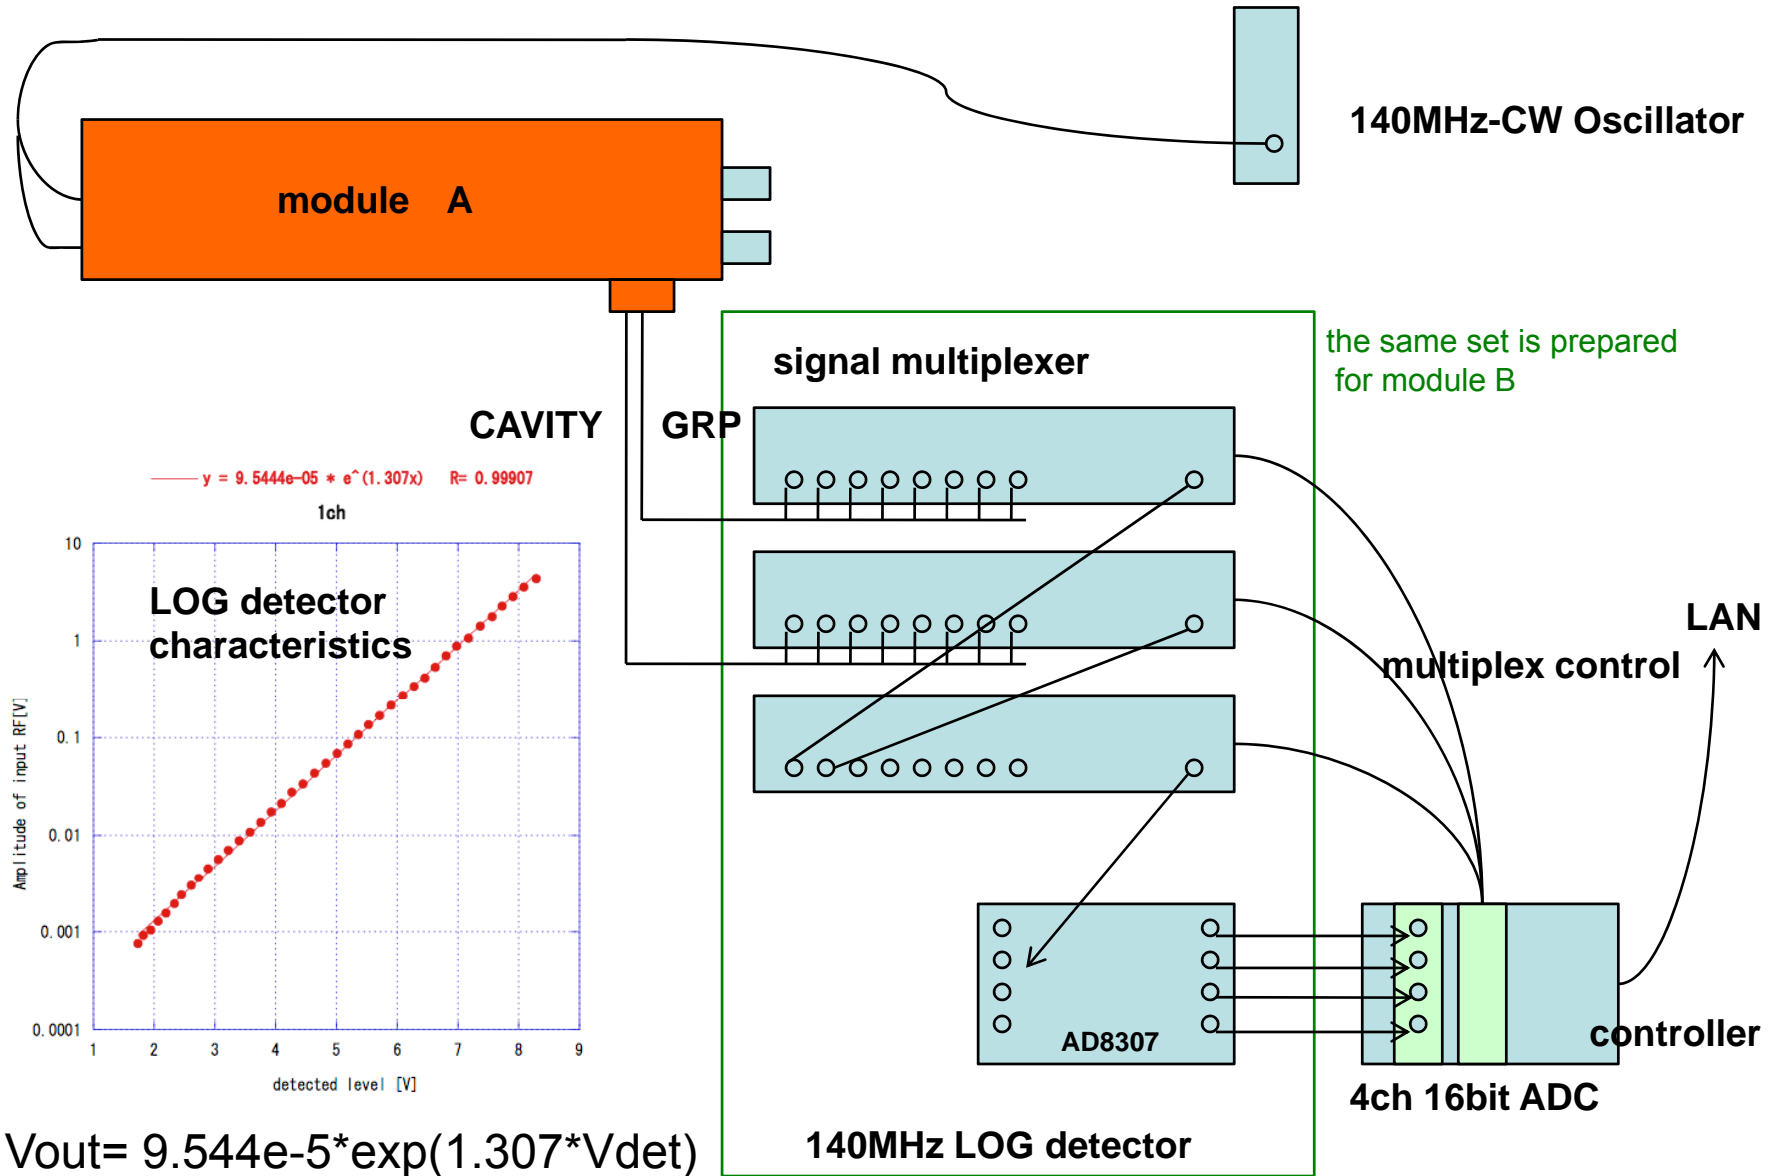 140MHz-CW Oscillator
module A
the same set is prepared
for module B
signal multiplexer
CAVITY GRP
y = 9.5444e-05 * e^(1.307x) R= 0.99907
1ch
10
1
0.1
0.01
0.001
0.0001
1 2 3 4 5 6 7 8 9
Amplitude of input RF[V]
detected level [V]
LOG detector
characteristics
LAN
multiplex control
AD8307
controller
4ch 16bit ADC
140MHz LOG detector
Vout= 9.544e-5*exp(1.307*Vdet)